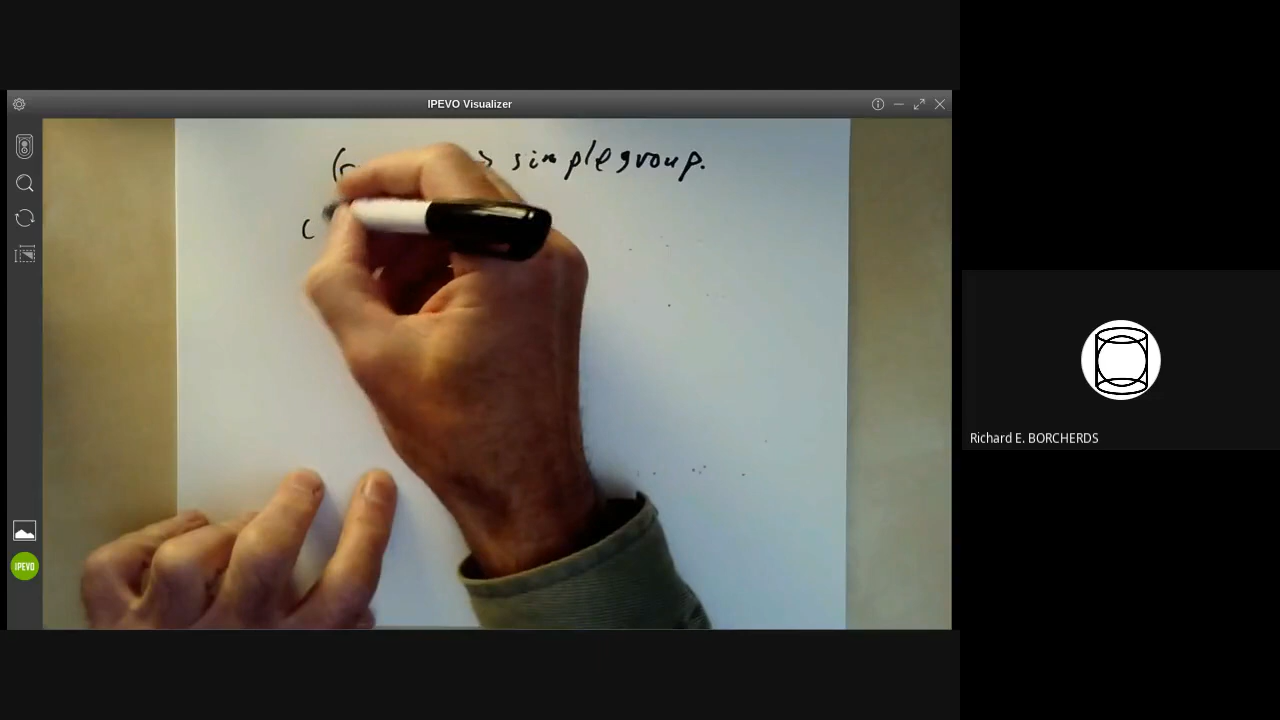 IPEVO Visualizer
simple group.
IPEVO
Richard E. BORCHERDS